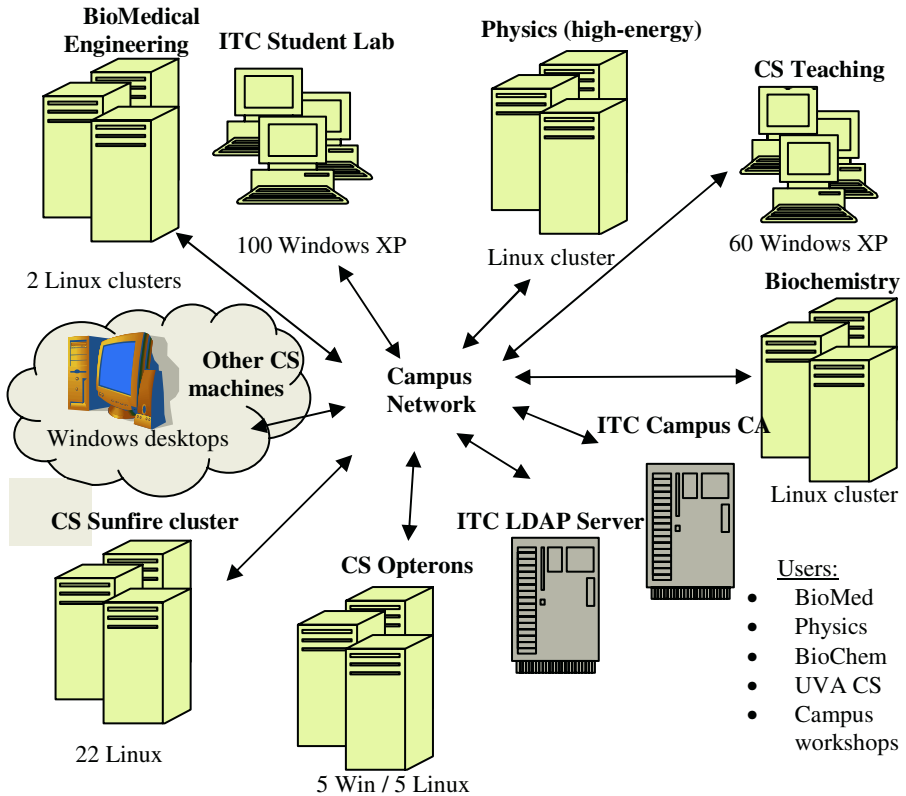 BioMedical
Engineering
ITC Student Lab
Physics (high-energy)
CS Teaching
100 Windows XP
60 Windows XP
Linux cluster
2 Linux clusters
Biochemistry
Other CS
machines
Windows desktops
Campus
Network
ITC Campus CA
Linux cluster
CS Sunfire cluster
ITC LDAP Server
CS Opterons
22 Linux
5 Win / 5 Linux
Users:
• BioMed
• Physics
• BioChem
• UVA CS
• Campus
workshops